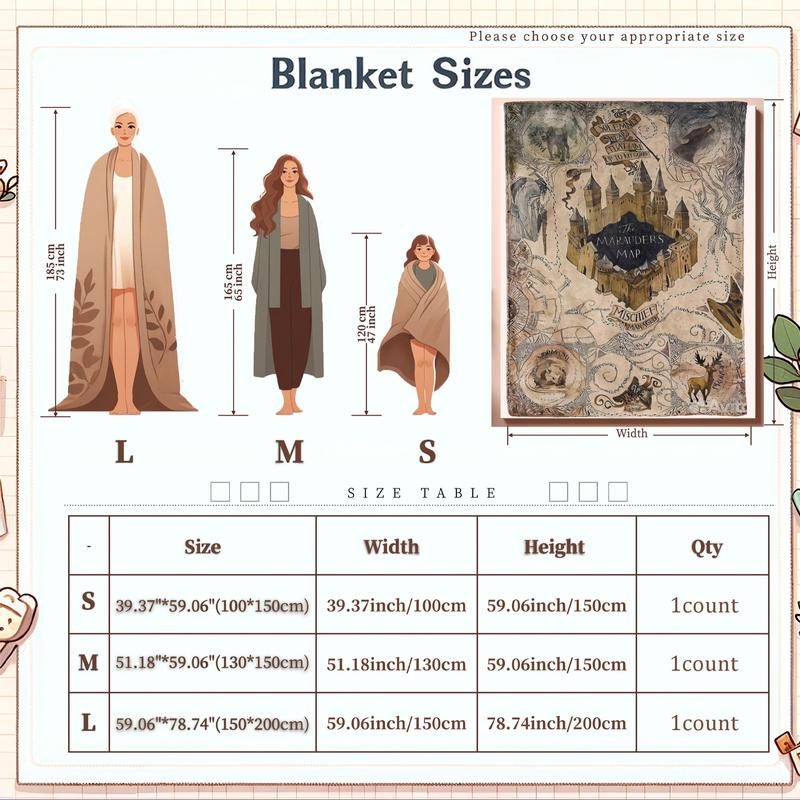 Please choose your appropriate size
Blanket Sizes
185 cm
73 inch
165 cm
65 inch
120 cm
47 inch
The
MARAUDER'S
MAP
MISCHIEF
MANAGED
Height
Width
L
M
S
SIZE TABLE
- Size Width Height Qty
S 39.37"*59.06"(100*150cm) 39.37inch/100cm 59.06inch/150cm 1count
M 51.18"*59.06"(130*150cm) 51.18inch/130cm 59.06inch/150cm 1count
L 59.06"*78.74"(150*200cm) 59.06inch/150cm 78.74inch/200cm 1count